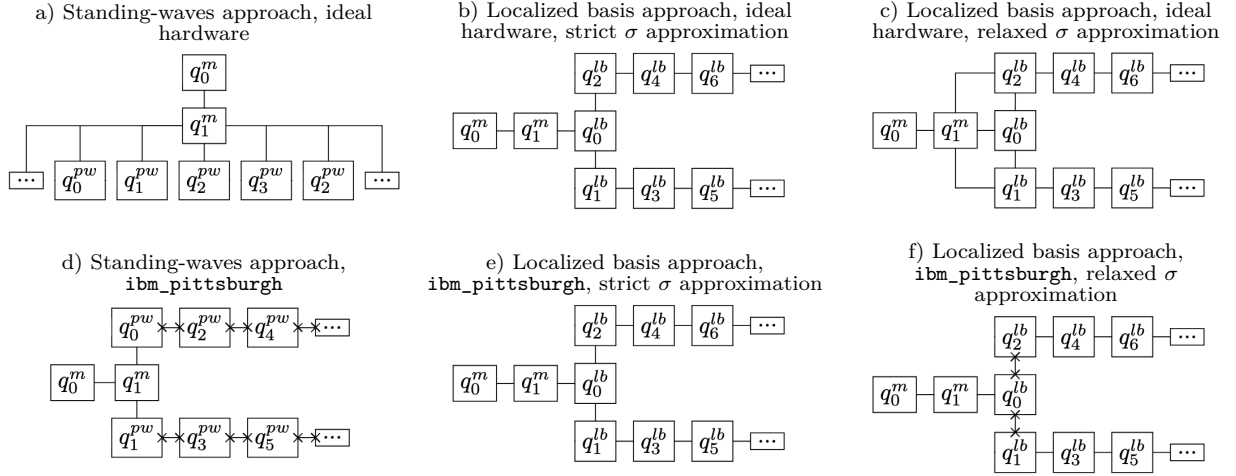 a) Standing-waves approach, ideal
hardware
q_0^m
q_1^m
... q_0^{pw} q_1^{pw} q_2^{pw} q_3^{pw} q_2^{pw} ...
b) Localized basis approach, ideal
hardware, strict σ approximation
q_2^{lb} q_4^{lb} q_6^{lb} ...
q_0^m q_1^m q_0^{lb}
q_1^{lb} q_3^{lb} q_5^{lb} ...
c) Localized basis approach, ideal
hardware, relaxed σ approximation
q_2^{lb} q_4^{lb} q_6^{lb} ...
q_0^m q_1^m q_0^{lb}
q_1^{lb} q_3^{lb} q_5^{lb} ...
d) Standing-waves approach,
ibm_pittsburgh
q_0^{pw} q_2^{pw} q_4^{pw} ...
q_0^m q_1^m
q_1^{pw} q_3^{pw} q_5^{pw} ...
e) Localized basis approach,
ibm_pittsburgh, strict σ approximation
q_2^{lb} q_4^{lb} q_6^{lb} ...
q_0^m q_1^m q_0^{lb}
q_1^{lb} q_3^{lb} q_5^{lb} ...
f) Localized basis approach,
ibm_pittsburgh, relaxed σ
approximation
q_2^{lb} q_4^{lb} q_6^{lb} ...
q_0^m q_1^m q_0^{lb}
q_1^{lb} q_3^{lb} q_5^{lb} ...